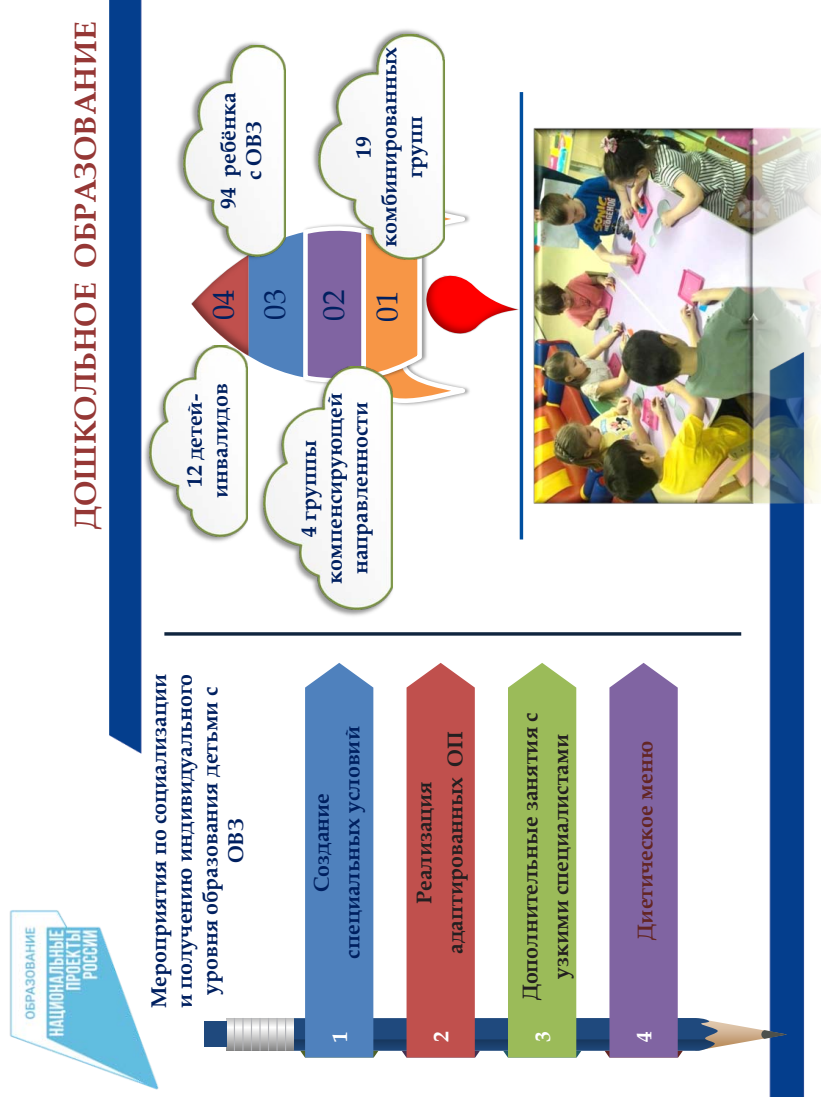 ДОШКОЛЬНОЕ ОБРАЗОВАНИЕ
ОБРАЗОВАНИЕ
НАЦИОНАЛЬНЫЕ
ПРОЕКТЫ
РОССИИ
Мероприятия по социализации
и получению индивидуального
уровня образования детьми с
ОВЗ
1
Создание
специальных условий
2
Реализация
адаптированных ОП
3
Дополнительные занятия с
узкими специалистами
4
Диетическое меню
12 детей-
инвалидов
94 ребёнка
с ОВЗ
4 группы
компенсирующей
направленности
19
комбинированных
групп
04
03
02
01
SONIC